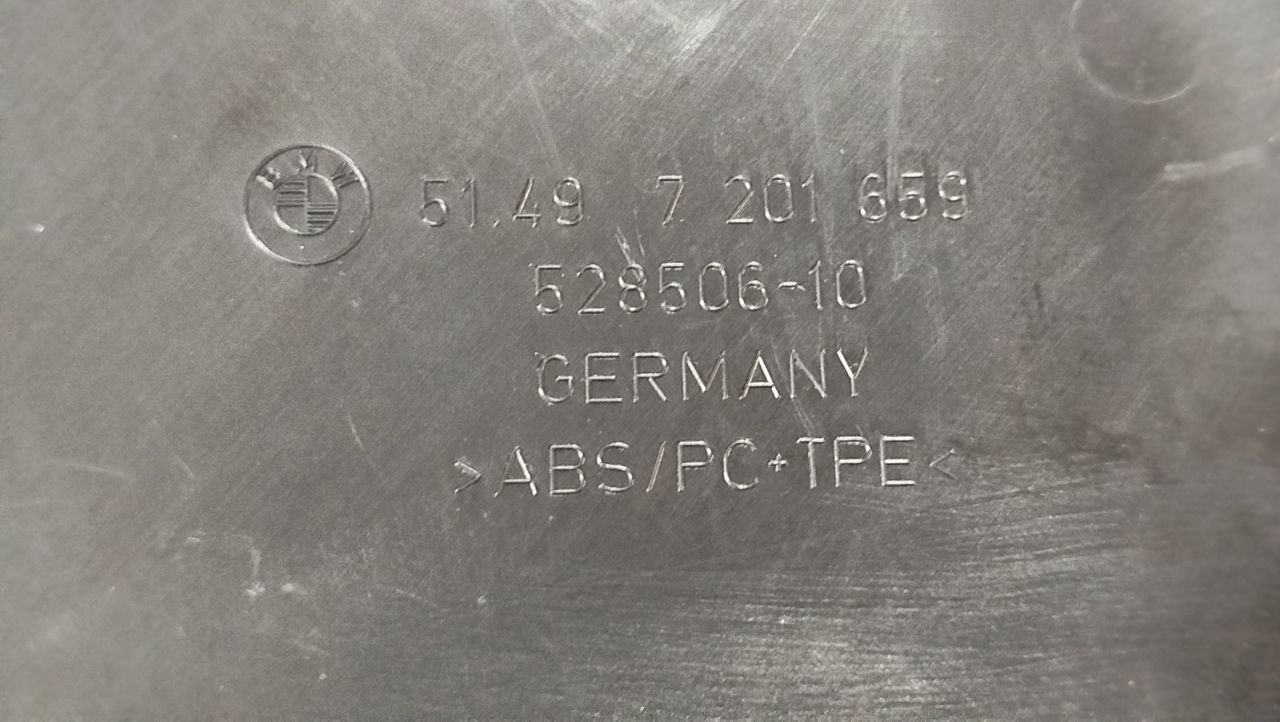 BMW 51.49 7 201 659
528506-10
GERMANY
>ABS/PC+TPE<